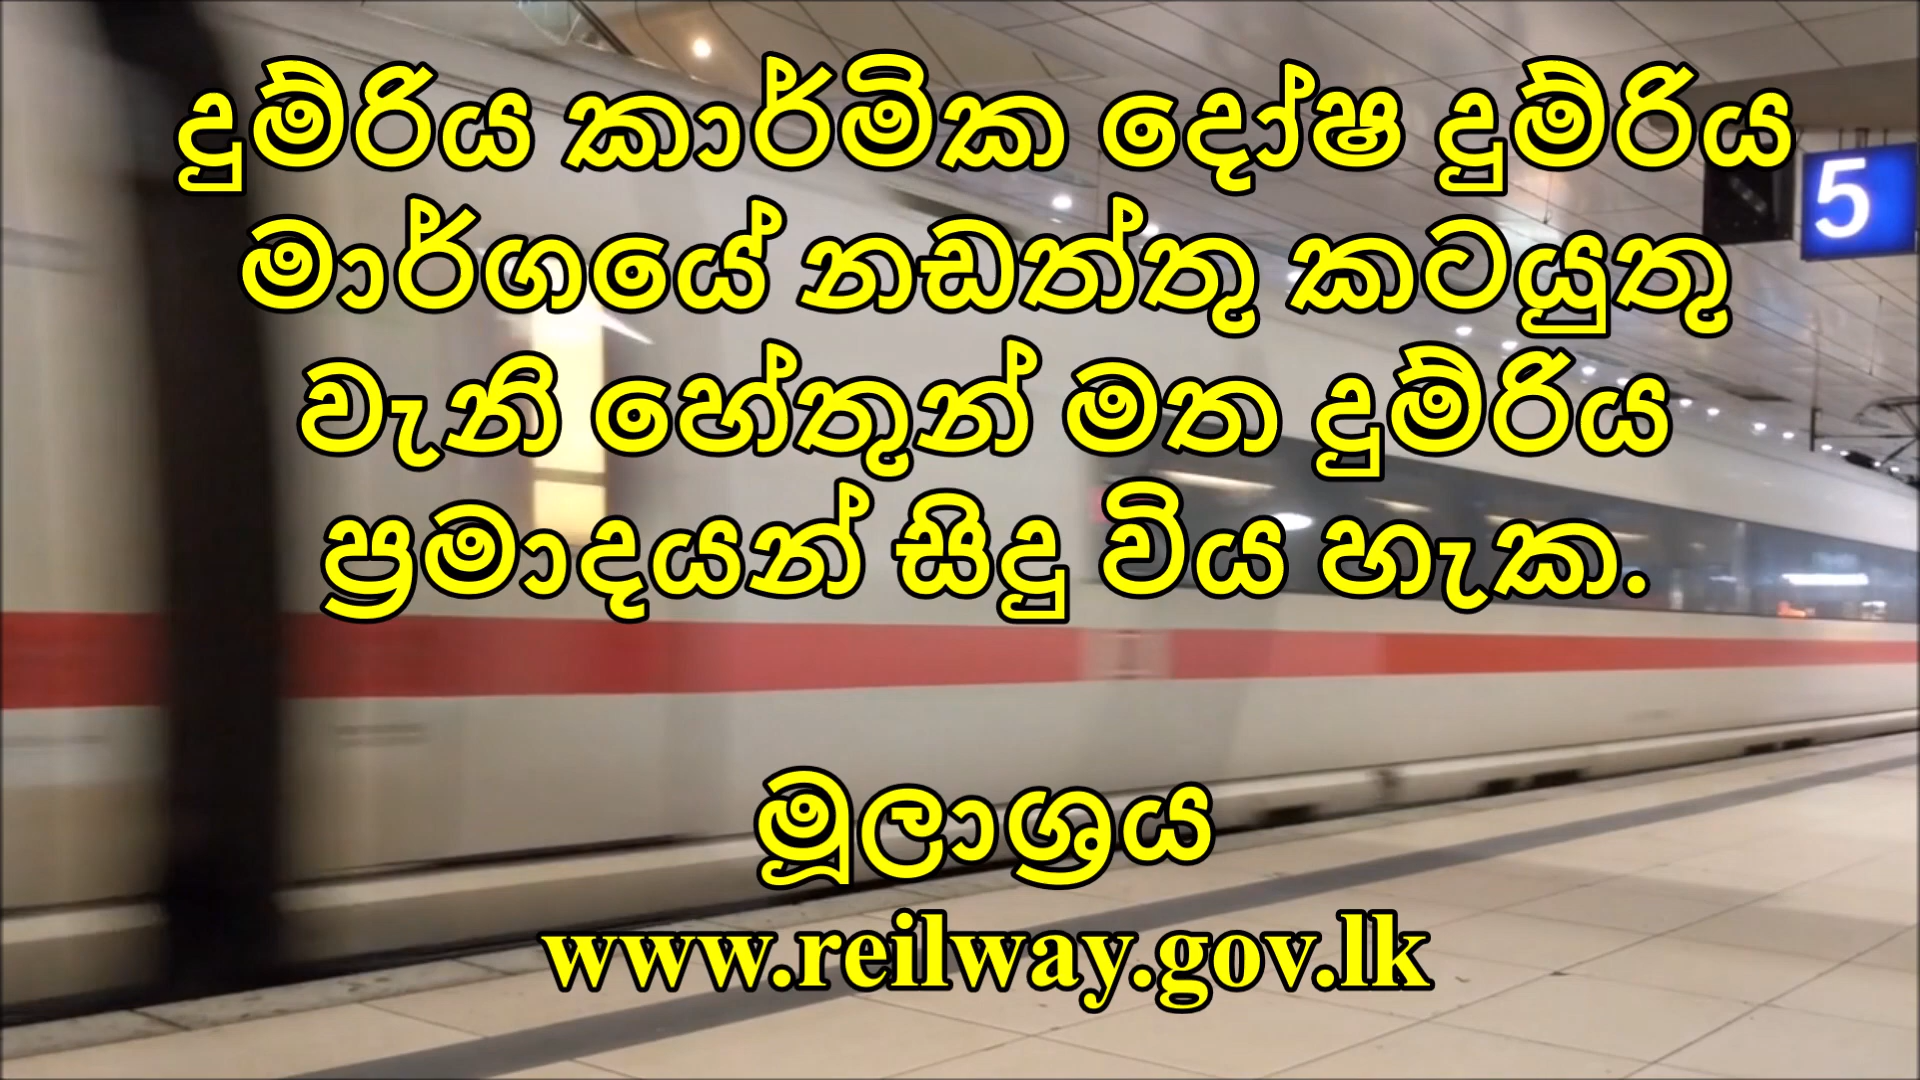 දුම්රිය කාර්මික දෝෂ දුම්රිය
5
මාර්ගයේ නඩත්තු කටයුතු
වැනි හේතුන් මත දුම්රිය
ප්‍රමාදයන් සිදු විය හැක.
මූලාශ්‍රය
www.reilway.gov.lk